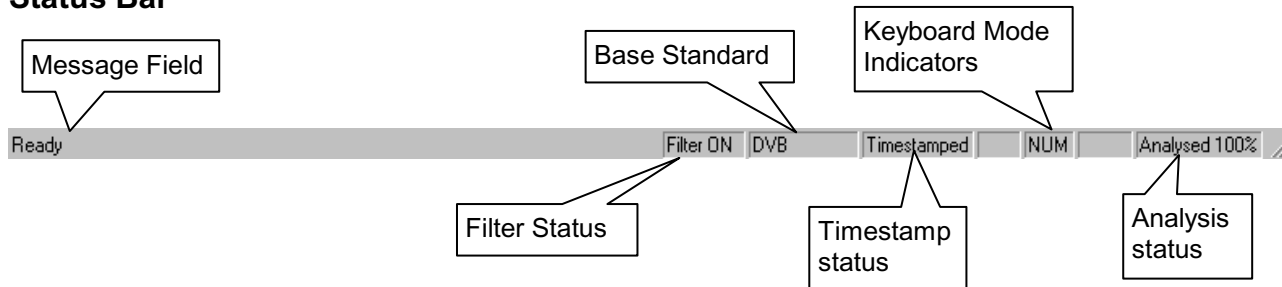 Status Bar
Message Field
Base Standard
Keyboard Mode
Indicators
Ready
Filter ON
DVB
Timestamped
NUM
Analysed 100%
Filter Status
Timestamp
status
Analysis
status